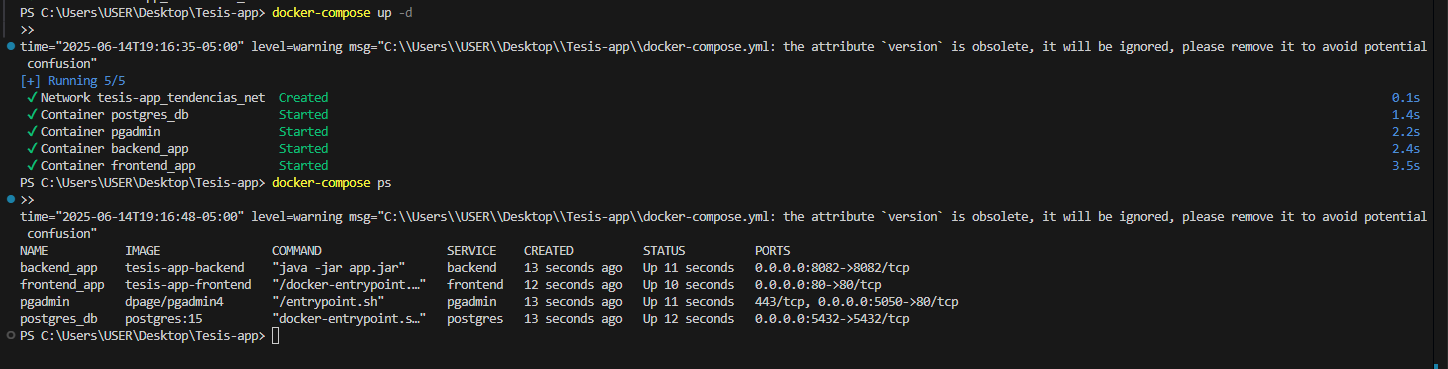 PS C:\Users\USER\Desktop\Tesis-app> docker-compose up -d
>>
time="2025-06-14T19:16:35-05:00" level=warning msg="C:\\Users\\USER\\Desktop\\Tesis-app\\docker-compose.yml: the attribute `version` is obsolete, it will be ignored, please remove it to avoid potential
confusion"
[+] Running 5/5
✔ Network tesis-app_tendencias_net Created 0.1s
✔ Container postgres_db Started 1.4s
✔ Container pgadmin Started 2.2s
✔ Container backend_app Started 2.4s
✔ Container frontend_app Started 3.5s
PS C:\Users\USER\Desktop\Tesis-app> docker-compose ps
>>
time="2025-06-14T19:16:48-05:00" level=warning msg="C:\\Users\\USER\\Desktop\\Tesis-app\\docker-compose.yml: the attribute `version` is obsolete, it will be ignored, please remove it to avoid potential
confusion"
NAME IMAGE COMMAND SERVICE CREATED STATUS PORTS
backend_app tesis-app-backend "java -jar app.jar" backend 13 seconds ago Up 11 seconds 0.0.0.0:8082->8082/tcp
frontend_app tesis-app-frontend "/docker-entrypoint.…" frontend 12 seconds ago Up 10 seconds 0.0.0.0:80->80/tcp
pgadmin dpage/pgadmin4 "/entrypoint.sh" pgadmin 13 seconds ago Up 11 seconds 443/tcp, 0.0.0.0:5050->80/tcp
postgres_db postgres:15 "docker-entrypoint.s…" postgres 13 seconds ago Up 12 seconds 0.0.0.0:5432->5432/tcp
PS C:\Users\USER\Desktop\Tesis-app>